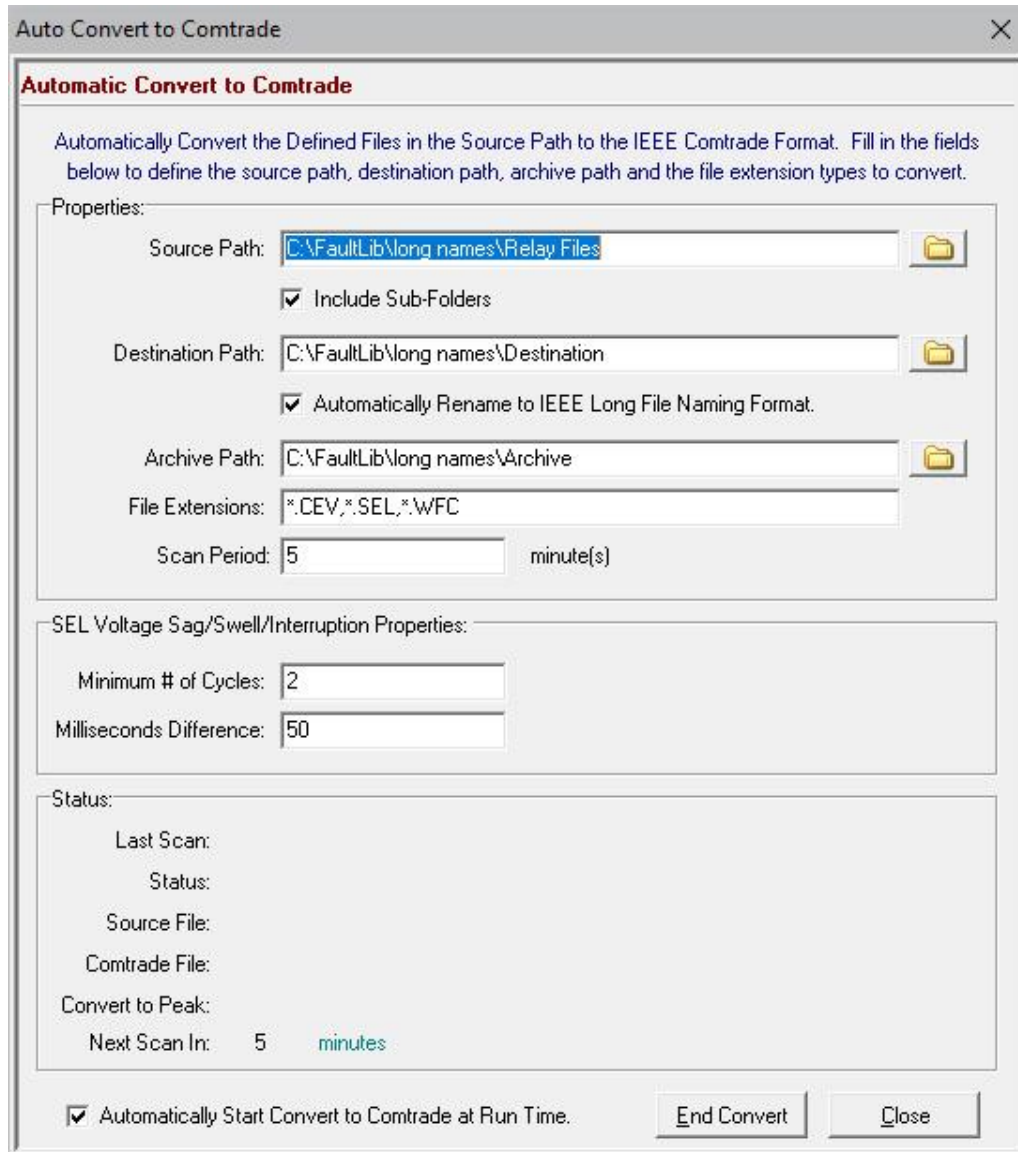 Auto Convert to Comtrade
Automatic Convert to Comtrade
Automatically Convert the Defined Files in the Source Path to the IEEE Comtrade Format. Fill in the fields
below to define the source path, destination path, archive path and the file extension types to convert.
Properties:
Source Path: C:\FaultLib\long names\Relay Files
Include Sub-Folders
Destination Path: C:\FaultLib\long names\Destination
Automatically Rename to IEEE Long File Naming Format.
Archive Path: C:\FaultLib\long names\Archive
File Extensions: *.CEV,*.SEL,*.WFC
Scan Period: 5 minute(s)
SEL Voltage Sag/Swell/Interruption Properties:
Minimum # of Cycles: 2
Milliseconds Difference: 50
Status:
Last Scan:
Status:
Source File:
Comtrade File:
Convert to Peak:
Next Scan In: 5 minutes
Automatically Start Convert to Comtrade at Run Time. End Convert Close